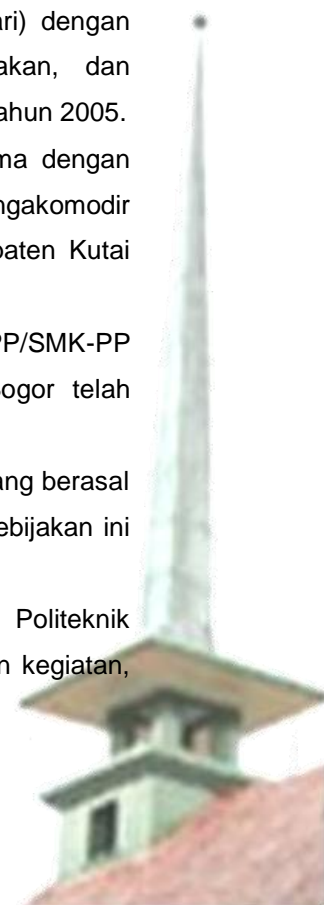 ari) dengan
akan, dan
ahun 2005.
ma dengan
ngakomodir
paten Kutai
PP/SMK-PP
ogor telah
ang berasal
ebijakan ini
Politeknik
n kegiatan,